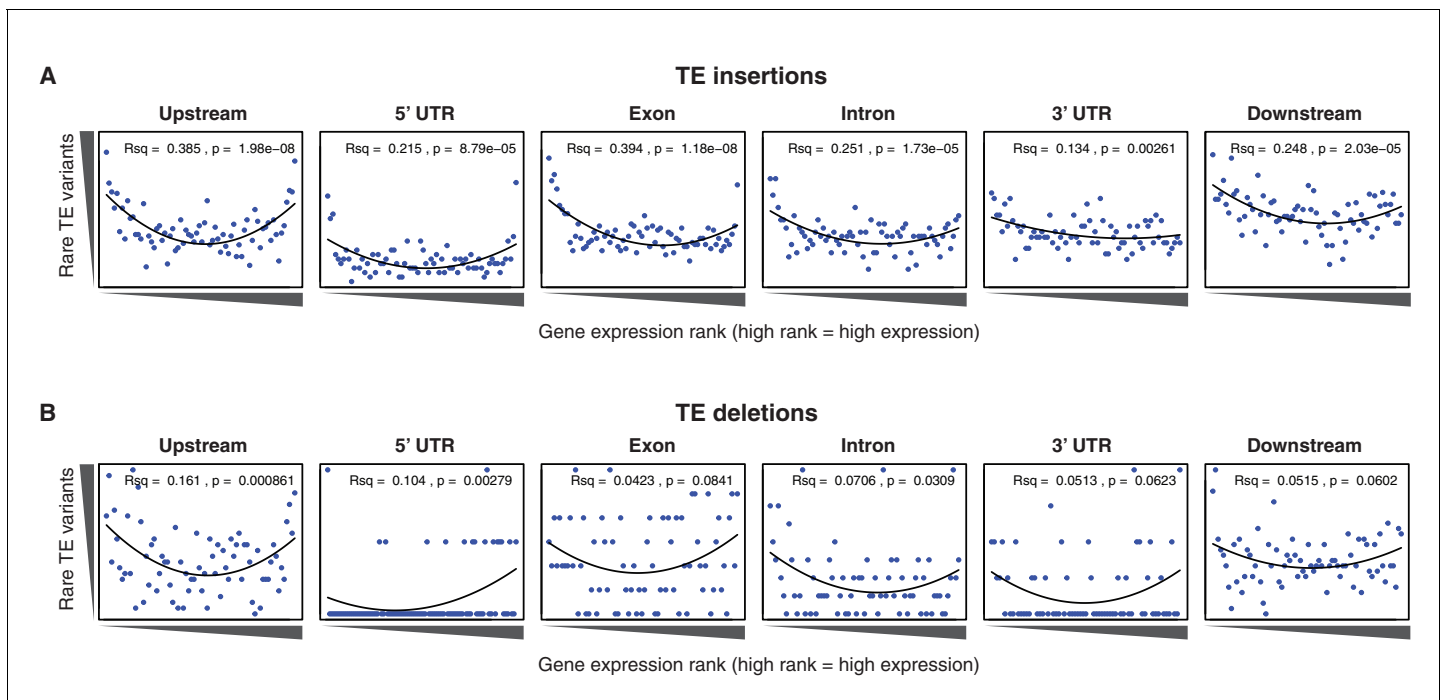 A
TE insertions
Upstream
5’ UTR
Exon
Intron
3’ UTR
Downstream
Rare TE variants
Rsq = 0.385 , p = 1.98e−08
Rsq = 0.215 , p = 8.79e−05
Rsq = 0.394 , p = 1.18e−08
Rsq = 0.251 , p = 1.73e−05
Rsq = 0.134 , p = 0.00261
Rsq = 0.248 , p = 2.03e−05
Gene expression rank (high rank = high expression)
B
TE deletions
Upstream
5’ UTR
Exon
Intron
3’ UTR
Downstream
Rare TE variants
Rsq = 0.161 , p = 0.000861
Rsq = 0.104 , p = 0.00279
Rsq = 0.0423 , p = 0.0841
Rsq = 0.0706 , p = 0.0309
Rsq = 0.0513 , p = 0.0623
Rsq = 0.0515 , p = 0.0602
Gene expression rank (high rank = high expression)